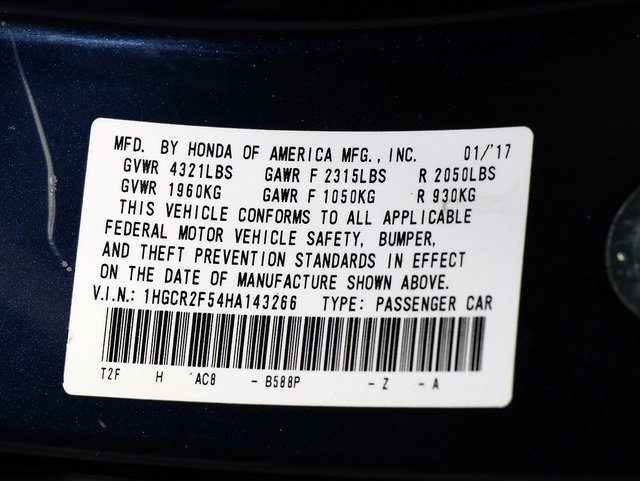 MFD. BY HONDA OF AMERICA MFG., INC. 01/'17
GVWR 4321LBS GAWR F 2315LBS R 2050LBS
GVWR 1960KG GAWR F 1050KG R 930KG
THIS VEHICLE CONFORMS TO ALL APPLICABLE
FEDERAL MOTOR VEHICLE SAFETY, BUMPER,
AND THEFT PREVENTION STANDARDS IN EFFECT
ON THE DATE OF MANUFACTURE SHOWN ABOVE.
V.I.N.: 1HGCR2F54HA143266 TYPE: PASSENGER CAR
T2F H AC8 - B588P - Z - A